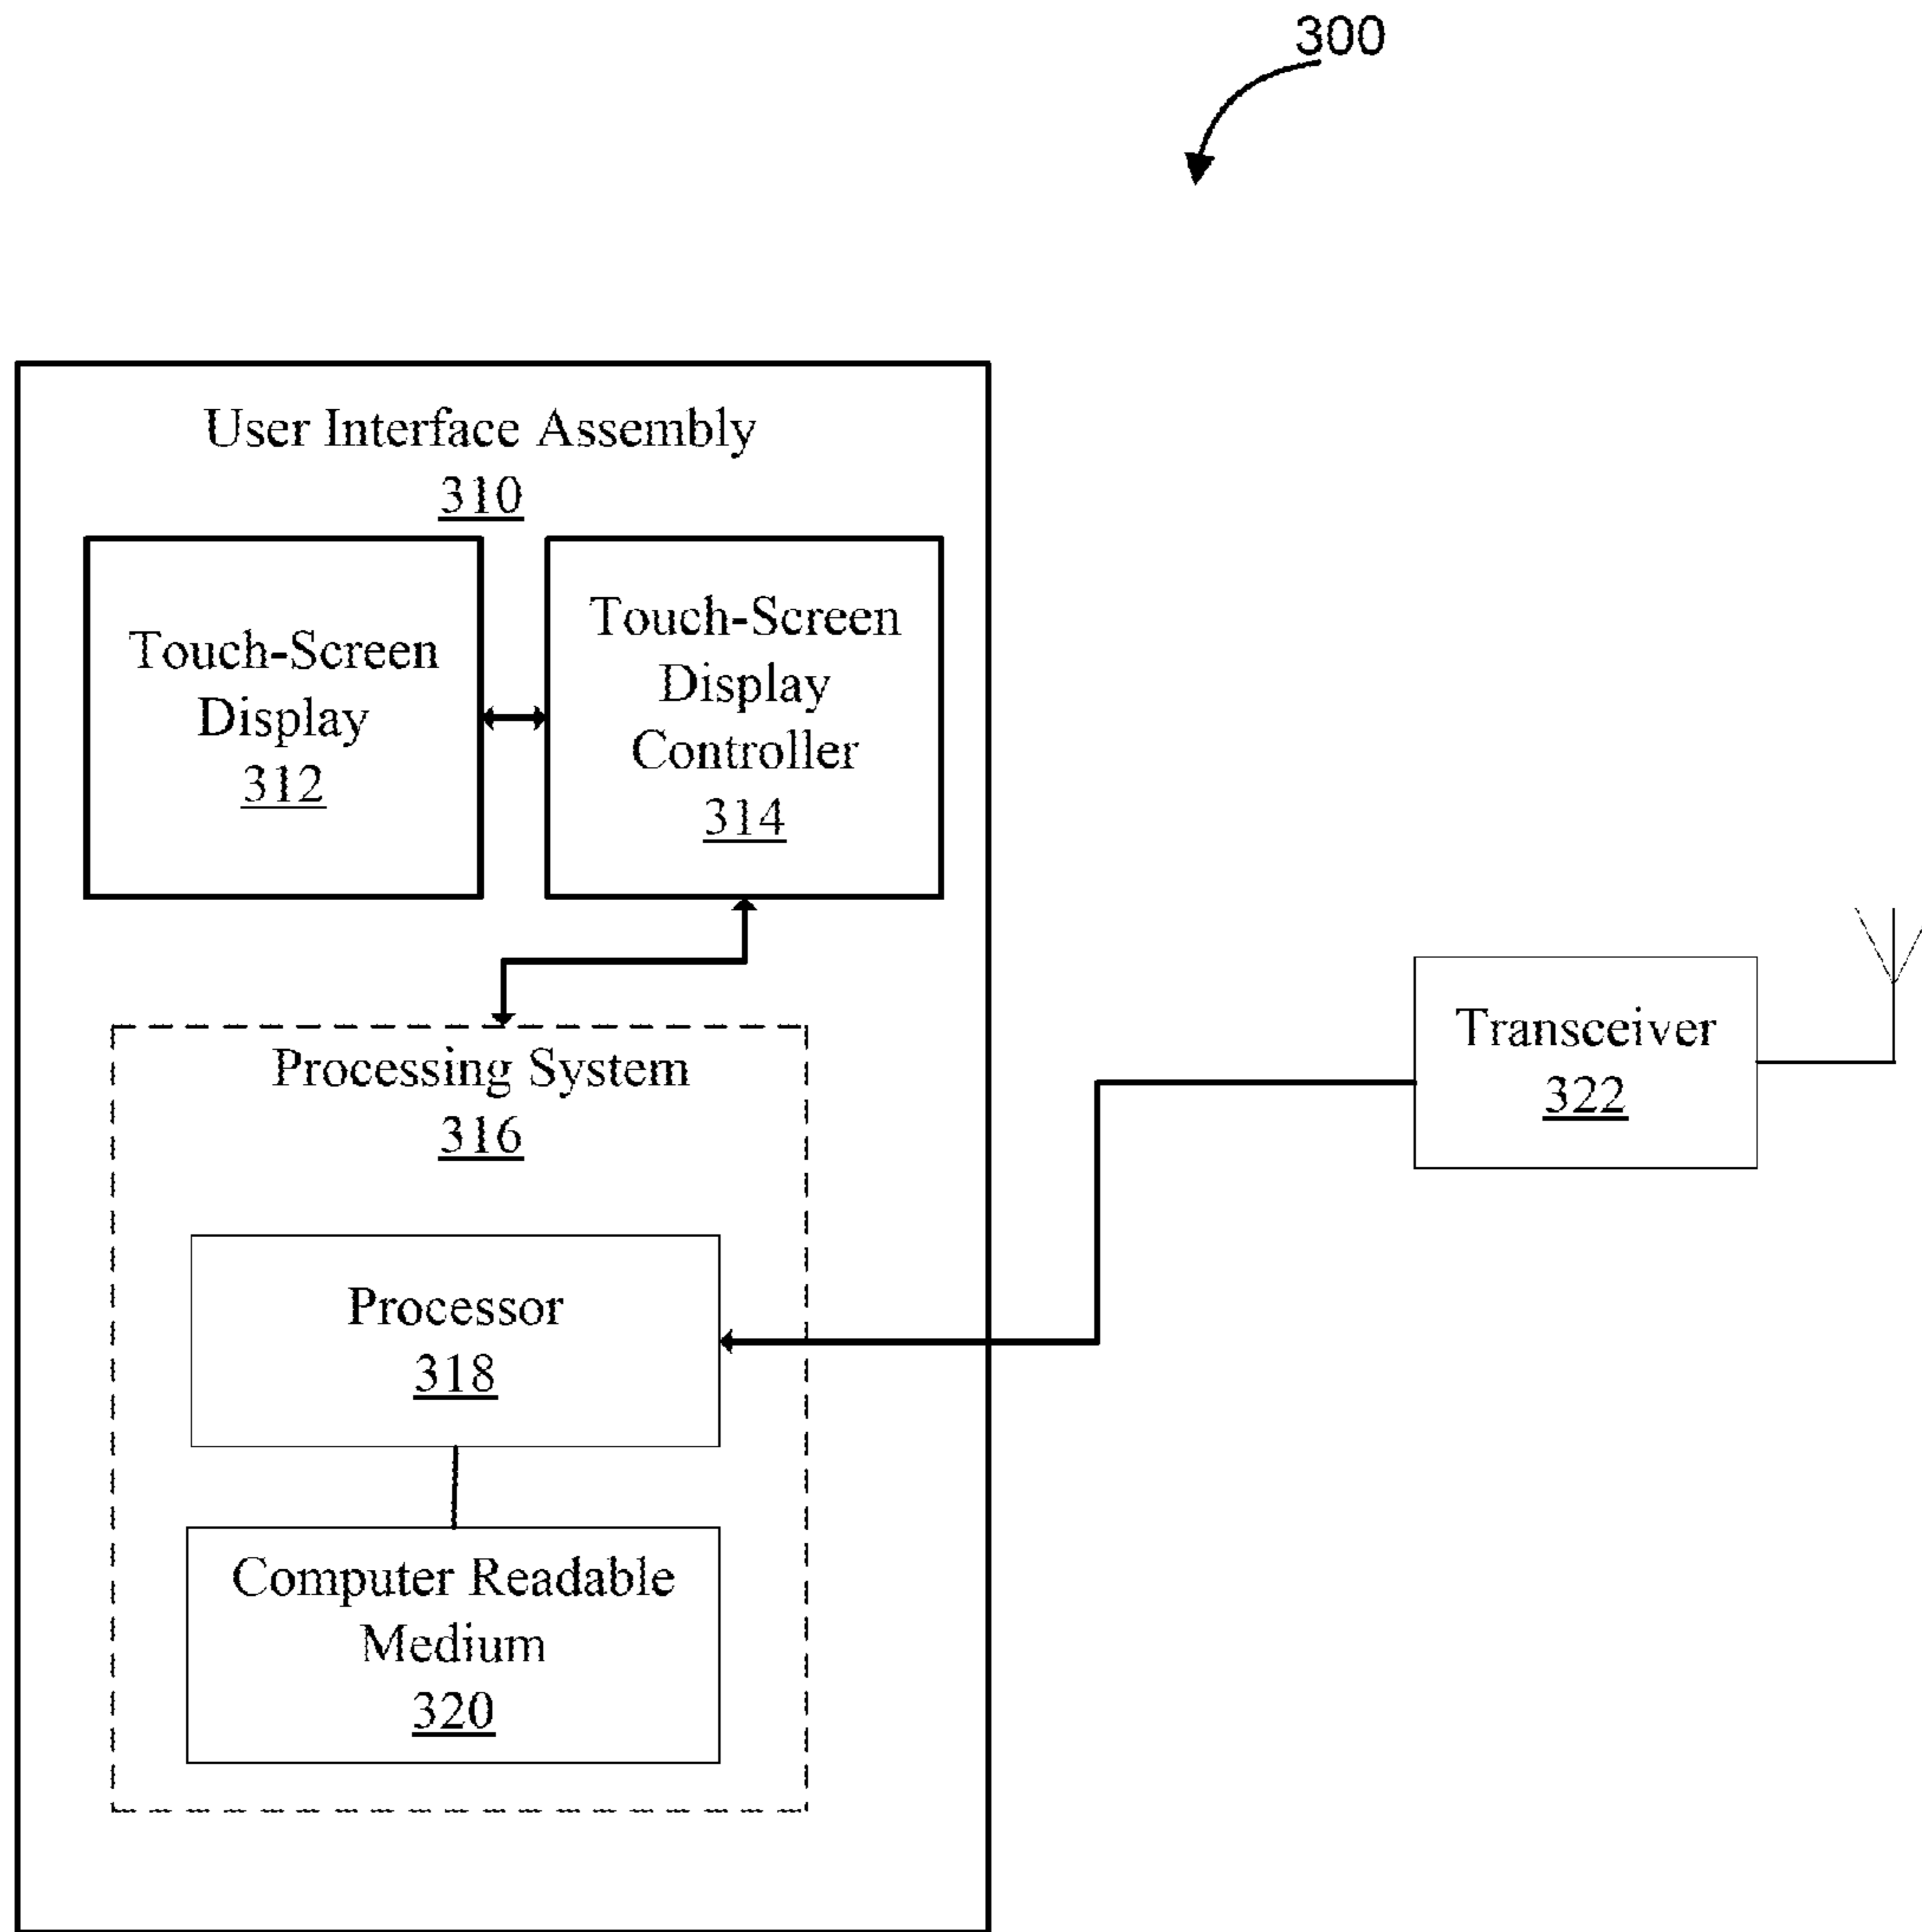 300
User Interface Assembly
310
Touch-Screen
Display
312
Touch-Screen
Display
Controller
314
Processing System
316
Processor
318
Computer Readable
Medium
320
Transceiver
322